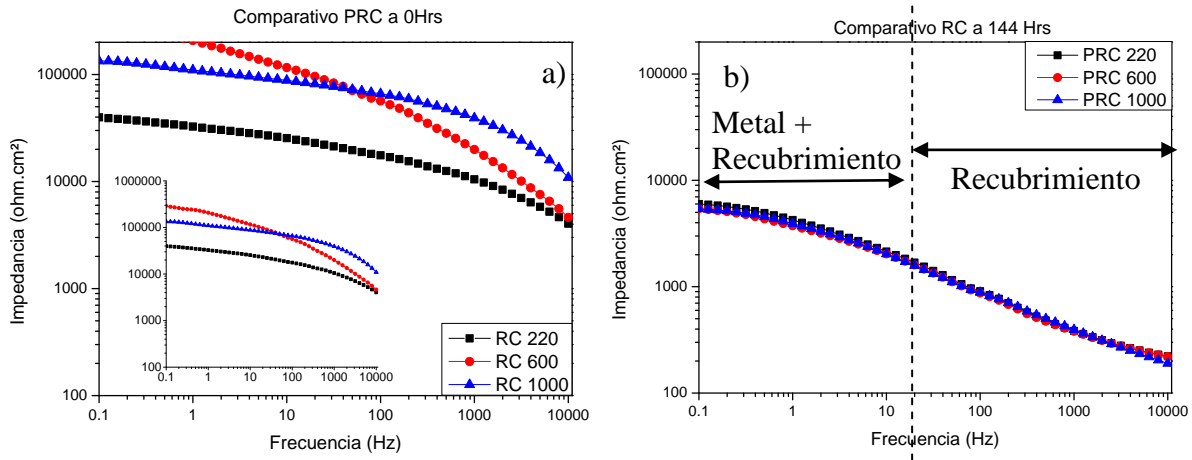 Comparativo PRC a 0Hrs
a)
Impedancia (ohm.cm²)
100000
10000
1000
100
1000000
100000
10000
1000
100
0.1 1 10 100 1000 10000
RC 220
RC 600
RC 1000
0.1 1 10 100 1000 10000
Frecuencia (Hz)
Comparativo RC a 144 Hrs
b)
PRC 220
PRC 600
PRC 1000
Metal +
Recubrimiento
Recubrimiento
Impedancia (ohm.cm²)
100000
10000
1000
100
0.1 1 10 100 1000 10000
Frecuencia (Hz)